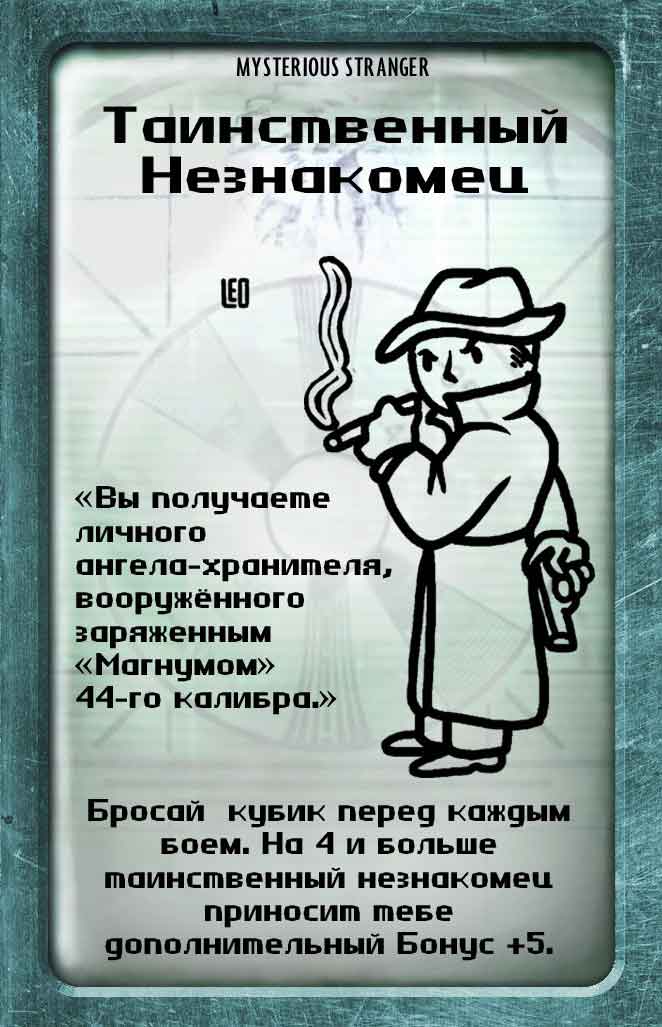 MYSTERIOUS STRANGER
Таинственный
Незнакомец
LEO
«Вы получаете
личного
ангела-хранителя,
вооружённого
заряженным
«Магнумом»
44-го калибра.»
Бросай кубик перед каждым
боем. На 4 и больше
таинственный незнакомец
приносит тебе
дополнительный Бонус +5.